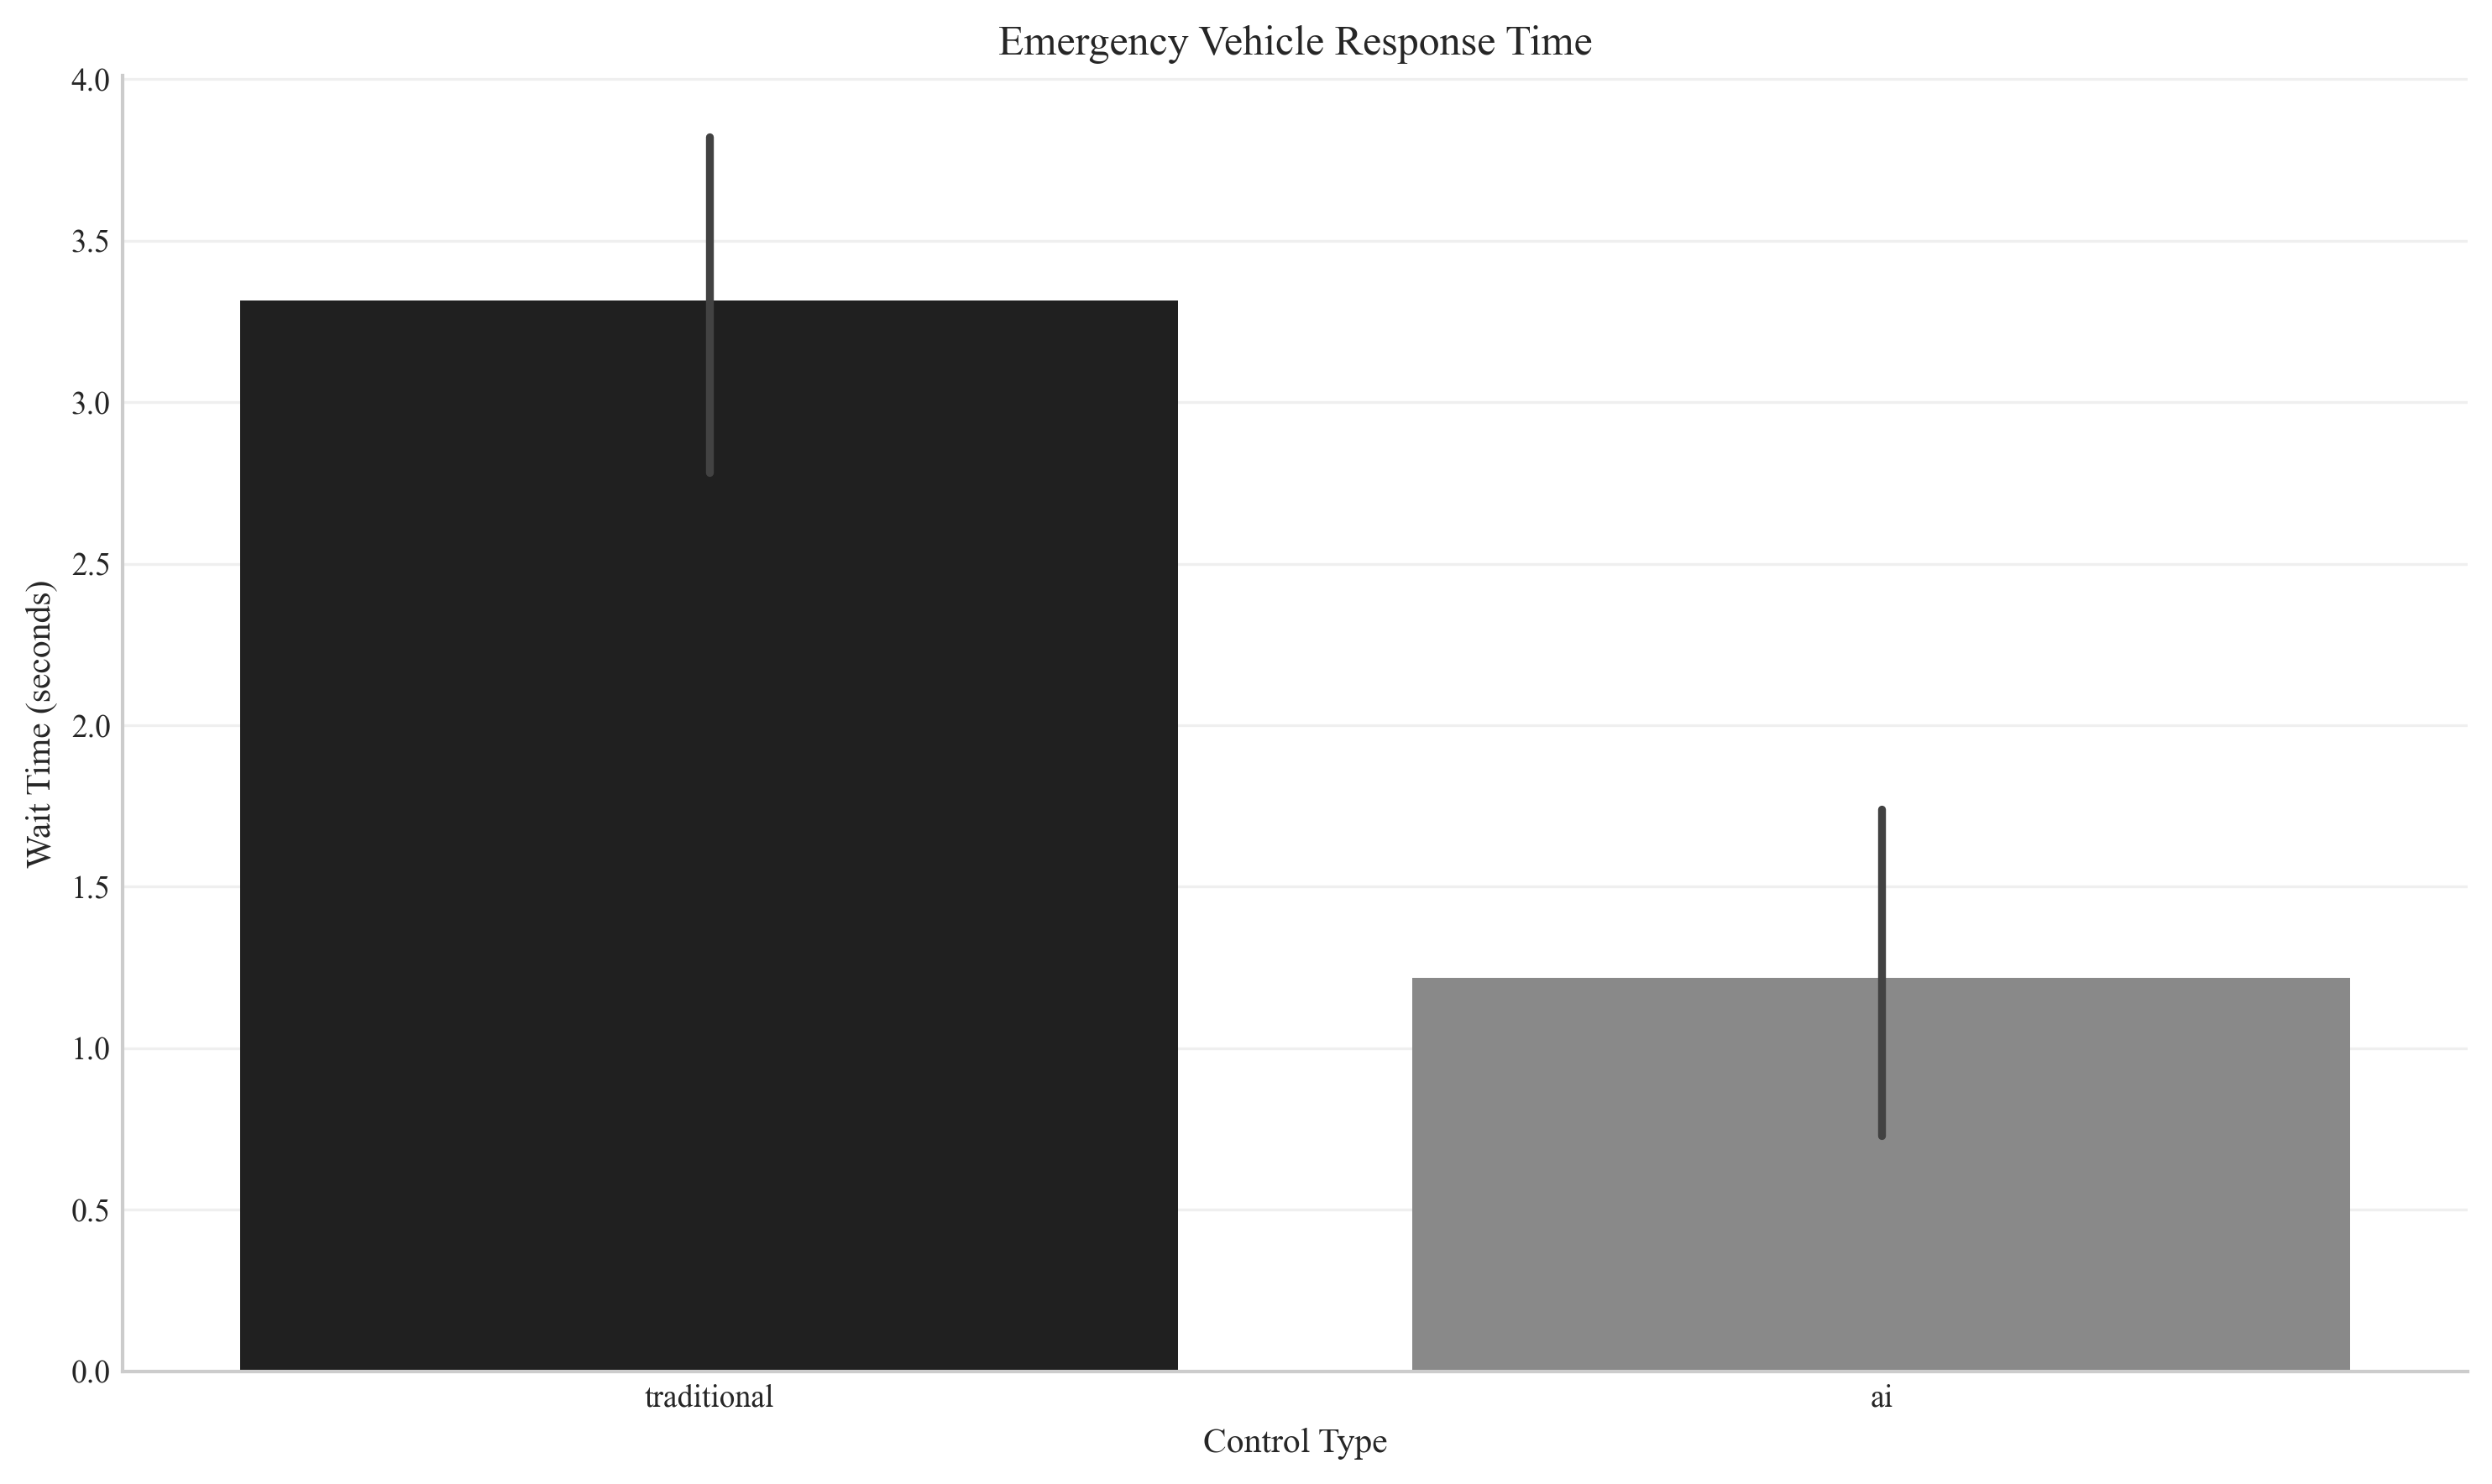 Emergency Vehicle Response Time
4.0
3.5
3.0
2.5
2.0
1.5
1.0
0.5
0.0
Wait Time (seconds)
traditional
ai
Control Type